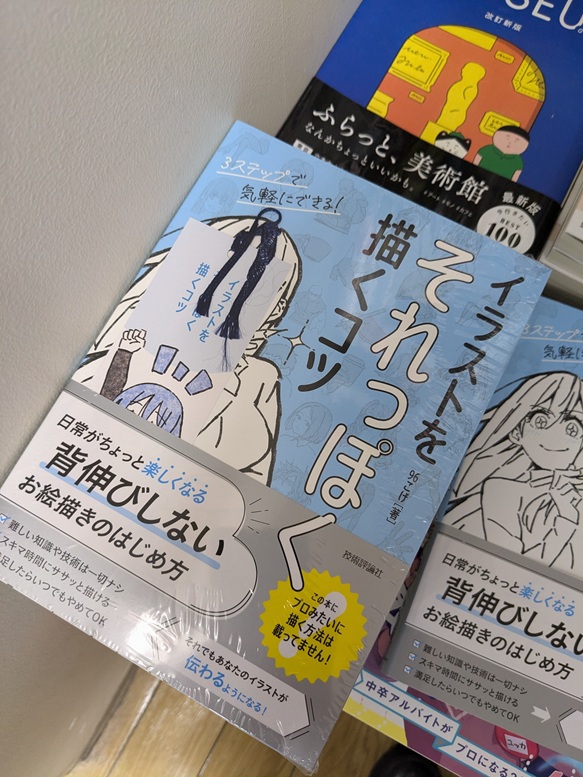 SEU
改訂新版
ふらっと、美術館
なんかちょっといいかも。
最新版
BEST
100
3ステップで
気軽にできる!
イラストを
それっぽく
描くコツ
イラストを
描くコツ
96こげ[著]
技術評論社
日常がちょっと楽しくなる
背伸びしない
お絵描きのはじめ方
難しい知識や技術は一切ナシ
スキマ時間にササッと描ける
満足したらいつでもやめてOK
この本に
プロみたいに
描く方法は
載ってません!
それでもあなたのイラストが
伝わるようになる!
3ステップ
気軽
日常がちょっと楽しくなる
背伸びしない
お絵描きのはじめ方
難しい知識や技術は一切ナシ
スキマ時間にササッと描ける
満足したらいつでもやめてOK
中卒アルバイトが
プロになる
コッカ